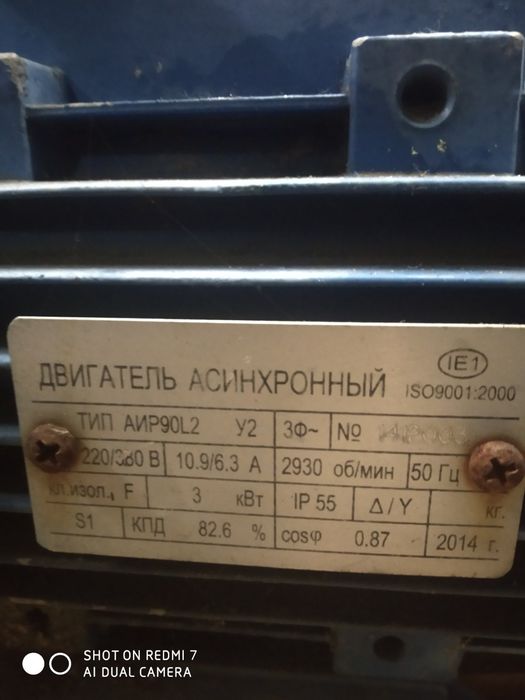 IE1
ДВИГАТЕЛЬ АСИНХРОННЫЙ ISO9001:2000
ТИП АИР90L2 У2 3Ф~ №
220/380 В 10.9/6.3 А 2930 об/мин 50 Гц
кл.изол., F 3 кВт IP 55 Δ/Y кг.
S1 КПД 82.6 % cosφ 0.87 2014 г.
SHOT ON REDMI 7
AI DUAL CAMERA